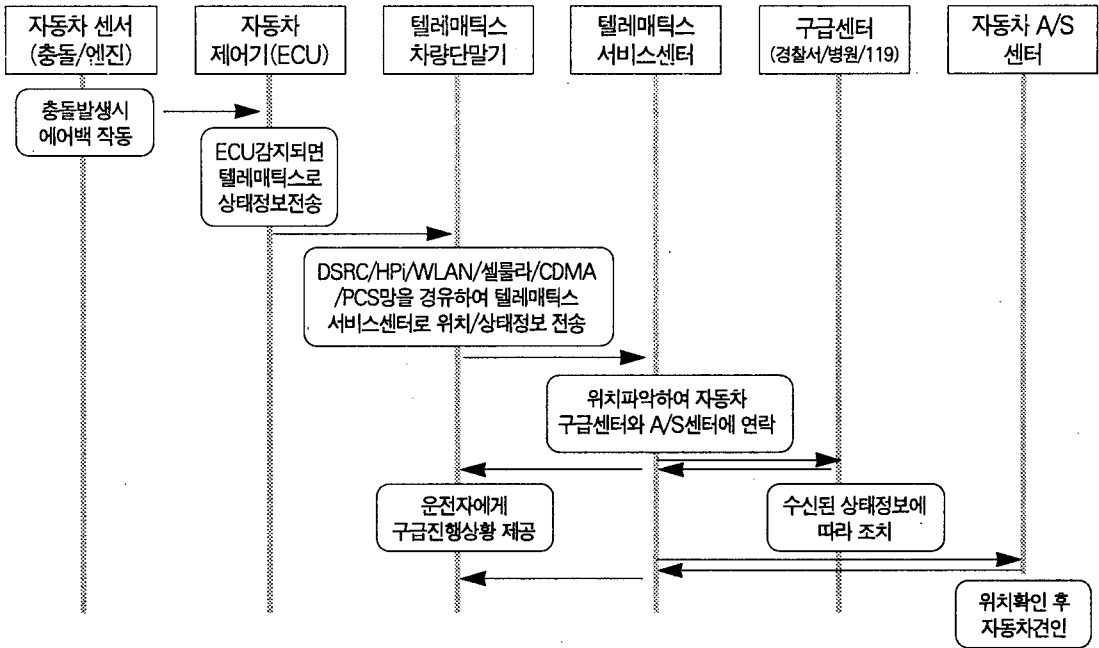 자동차 센서
(충돌/엔진)
자동차
제어기(ECU)
텔레매틱스
차량단말기
텔레매틱스
서비스센터
구급센터
(경찰서/병원/119)
자동차 A/S
센터
충돌발생시
에어백 작동
ECU감지되면
텔레매틱스로
상태정보전송
DSRC/HPi/WLAN/셀룰라/CDMA
/PCS망을 경유하여 텔레매틱스
서비스센터로 위치/상태정보 전송
위치파악하여 자동차
구급센터와 A/S센터에 연락
운전자에게
구급진행상황 제공
수신된 상태정보에
따라 조치
위치확인 후
자동차견인